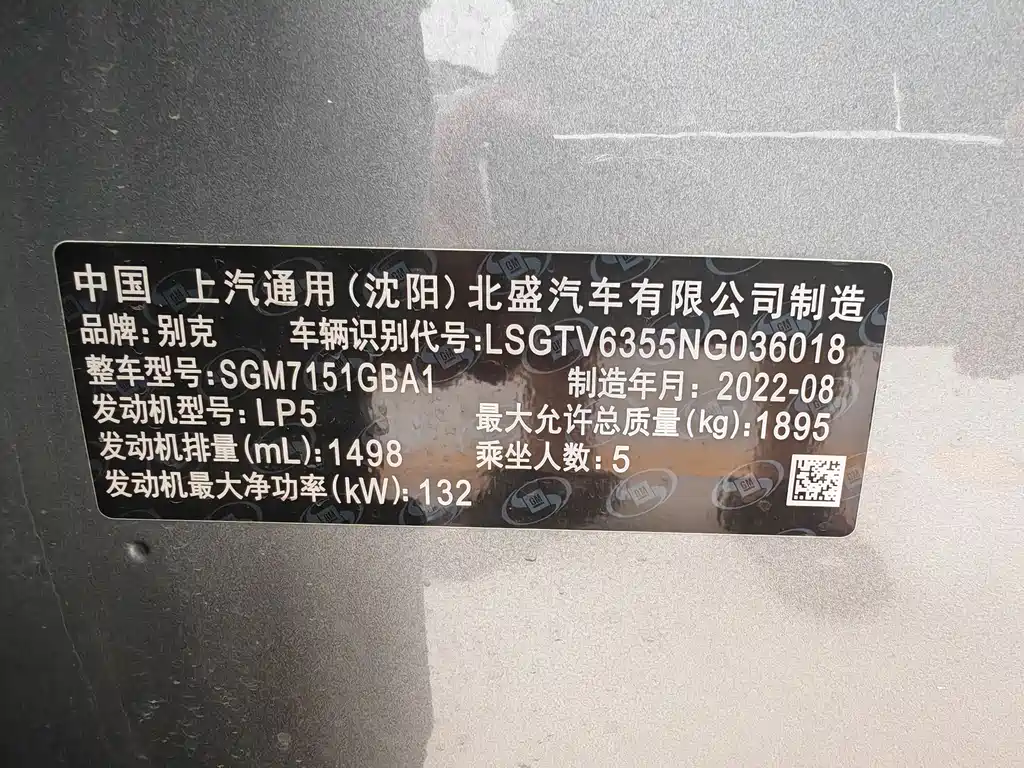 中国 上汽通用(沈阳)北盛汽车有限公司制造
品牌:别克 车辆识别代号:LSGTV6355NG036018
整车型号:SGM7151GBA1 制造年月:2022-08
发动机型号:LP5 最大允许总质量(kg):1895
发动机排量(mL):1498 乘坐人数:5
发动机最大净功率(kW):132